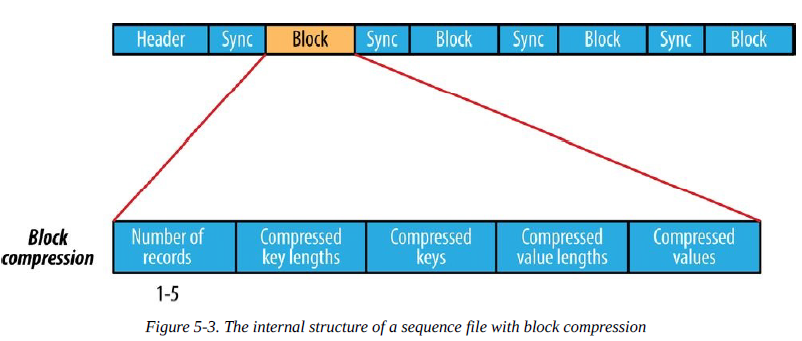 Header Sync Block Sync Block Sync Block Sync Block
Block
compression
Number of
records
Compressed
key lengths
Compressed
keys
Compressed
value lengths
Compressed
values
1-5
Figure 5-3. The internal structure of a sequence file with block compression